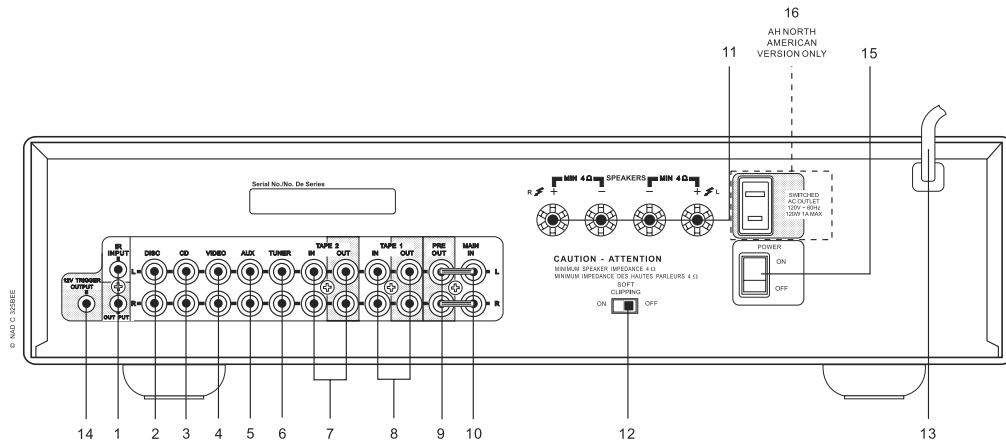 16
AH NORTH
AMERICAN
VERSION ONLY
11
15
Serial No./No. De Series
R + MIN 4Ω - SPEAKERS - MIN 4Ω + L
SWITCHED
AC OUTLET
120V ~ 60Hz
120W 1A MAX
POWER
ON
OFF
CAUTION - ATTENTION
MINIMUM SPEAKER IMPEDANCE 4 Ω
MINIMUM IMPEDANCE DES HAUTES PARLEURS 4 Ω
SOFT
CLIPPING
ON OFF
IR
INPUT
DISC CD VIDEO AUX TUNER
TAPE 2
IN OUT
TAPE 1
IN OUT
PRE
OUT
MAIN
IN
L L
12V TRIGGER
OUTPUT
R R
OUT PUT
© NAD C 325BEE
14 1 2 3 4 5 6 7 8 9 10 12 13